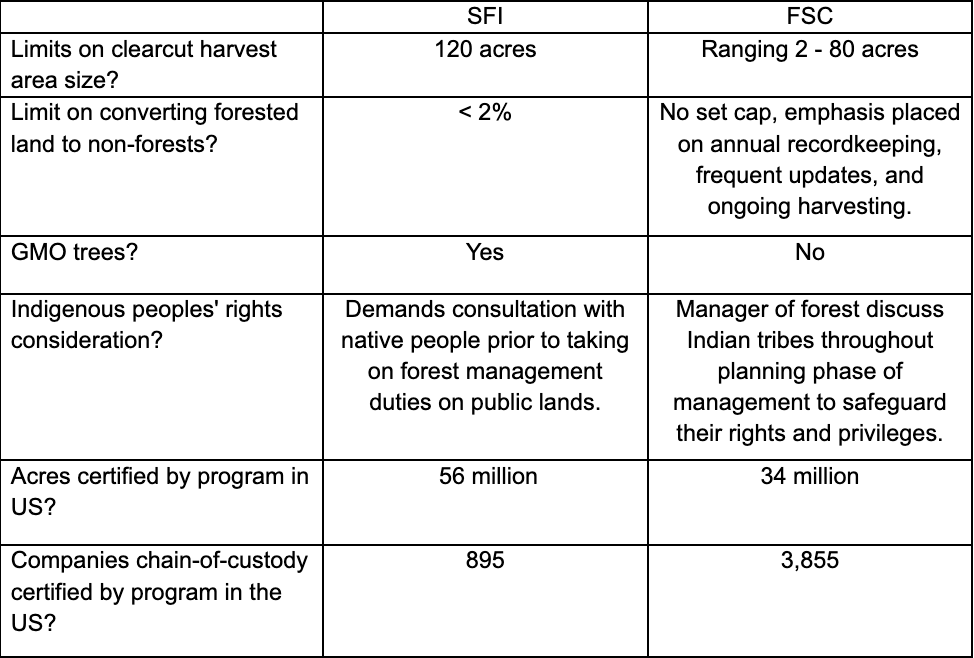 SFI FSC
Limits on clearcut harvest area size? 120 acres Ranging 2 - 80 acres
Limit on converting forested land to non-forests? < 2% No set cap, emphasis placed on annual recordkeeping, frequent updates, and ongoing harvesting.
GMO trees? Yes No
Indigenous peoples' rights consideration? Demands consultation with native people prior to taking on forest management duties on public lands. Manager of forest discuss Indian tribes throughout planning phase of management to safeguard their rights and privileges.
Acres certified by program in US? 56 million 34 million
Companies chain-of-custody certified by program in the US? 895 3,855